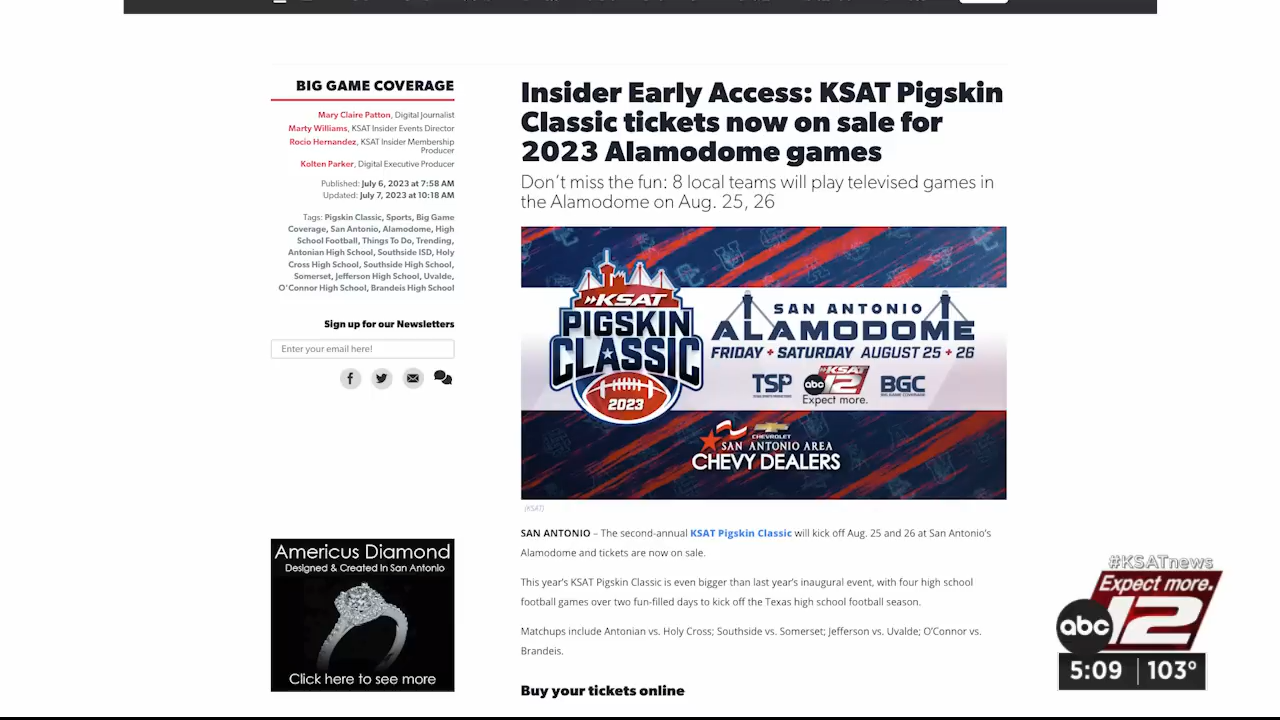 BIG GAME COVERAGE
Mary Claire Patton, Digital Journalist
Marty Williams, KSAT Insider Events Director
Rocio Hernandez, KSAT Insider Membership
Producer
Kolten Parker, Digital Executive Producer
Published: July 6, 2023 at 7:58 AM
Updated: July 7, 2023 at 10:18 AM
Tags: Pigskin Classic, Sports, Big Game
Coverage, San Antonio, Alamodome, High
School Football, Things To Do, Trending,
Antonian High School, Southside ISD, Holy
Cross High School, Southside High School,
Somerset, Jefferson High School, Uvalde,
O'Connor High School, Brandeis High School
Sign up for our Newsletters
Enter your email here!
Americus Diamond
Designed & Created In San Antonio
Click here to see more
Insider Early Access: KSAT Pigskin
Classic tickets now on sale for
2023 Alamodome games
Don't miss the fun: 8 local teams will play televised games in
the Alamodome on Aug. 25, 26
KSAT
PIGSKIN
CLASSIC
2023
SAN ANTONIO
ALAMODOME
FRIDAY + SATURDAY AUGUST 25 + 26
TSP
KSAT
abc 12
Expect more.
BGC
BIG GAME COVERAGE
CHEVROLET
SAN ANTONIO AREA
CHEVY DEALERS
(KSAT)
SAN ANTONIO – The second-annual KSAT Pigskin Classic will kick off Aug. 25 and 26 at San Antonio's
Alamodome and tickets are now on sale.
This year's KSAT Pigskin Classic is even bigger than last year's inaugural event, with four high school
football games over two fun-filled days to kick off the Texas high school football season.
Matchups include Antonian vs. Holy Cross; Southside vs. Somerset; Jefferson vs. Uvalde; O'Connor vs.
Brandeis.
Buy your tickets online
#KSATnews
Expect more.
abc 12
5:09 103°